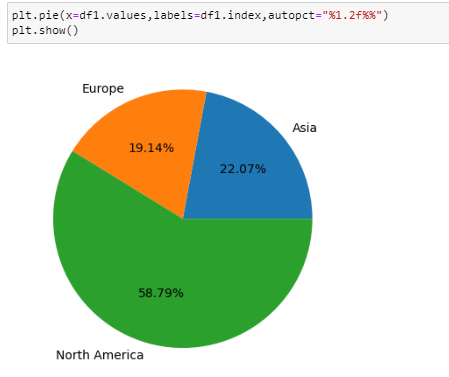 plt.pie(x=df1.values,labels=df1.index,autopct="%1.2f%%")
plt.show()
Europe
Asia
19.14%
22.07%
58.79%
North America